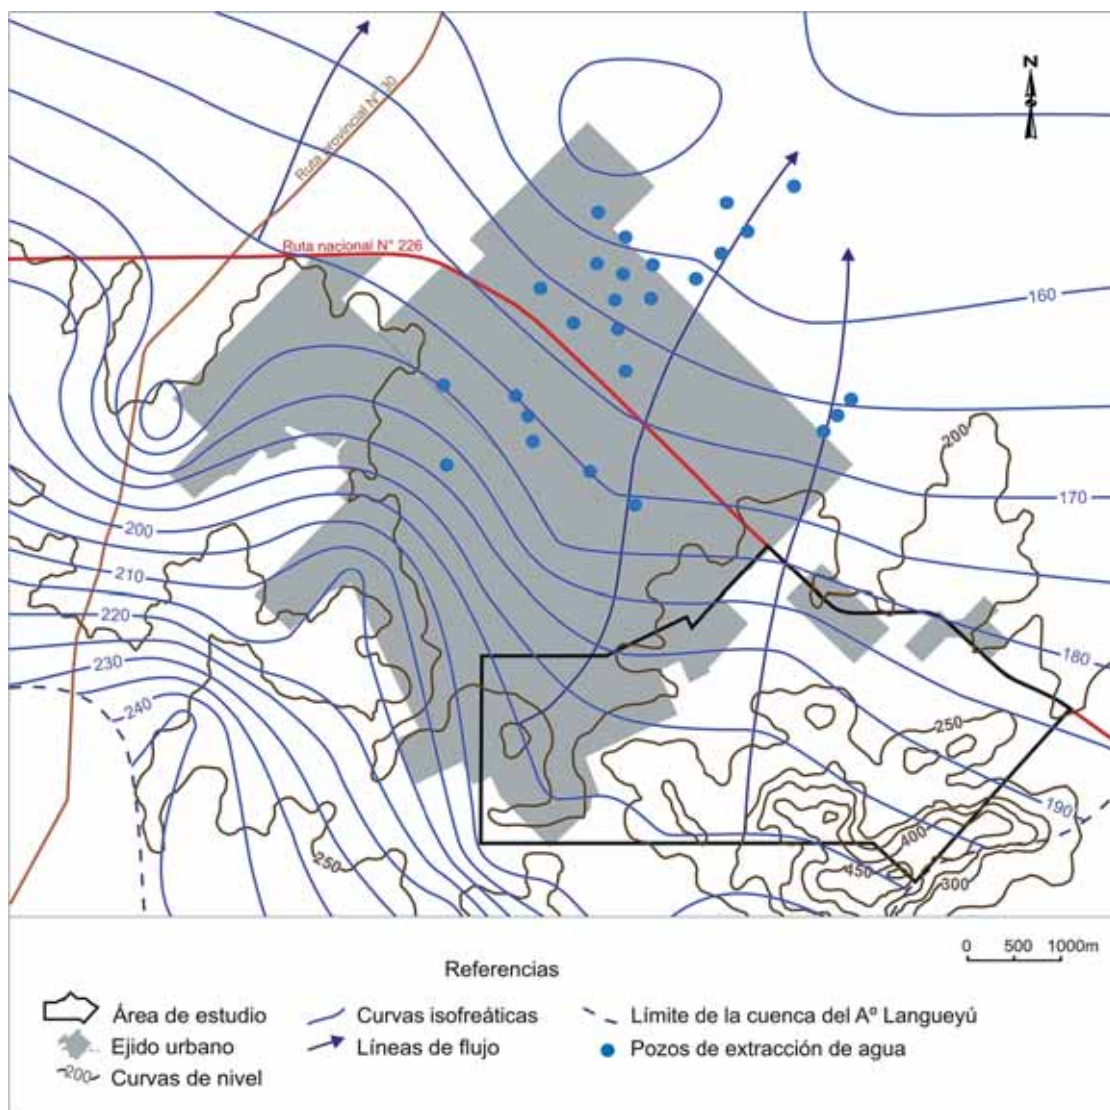 N
Ruta provincial N° 30
Ruta nacional N° 226
160
200
170
200
210
220
180
230
240
250
190
400
250
450
300
0 500 1000m
Referencias
Área de estudio
Curvas isofreáticas
Límite de la cuenca del Aº Langueyú
Ejido urbano
Líneas de flujo
Pozos de extracción de agua
200
Curvas de nivel